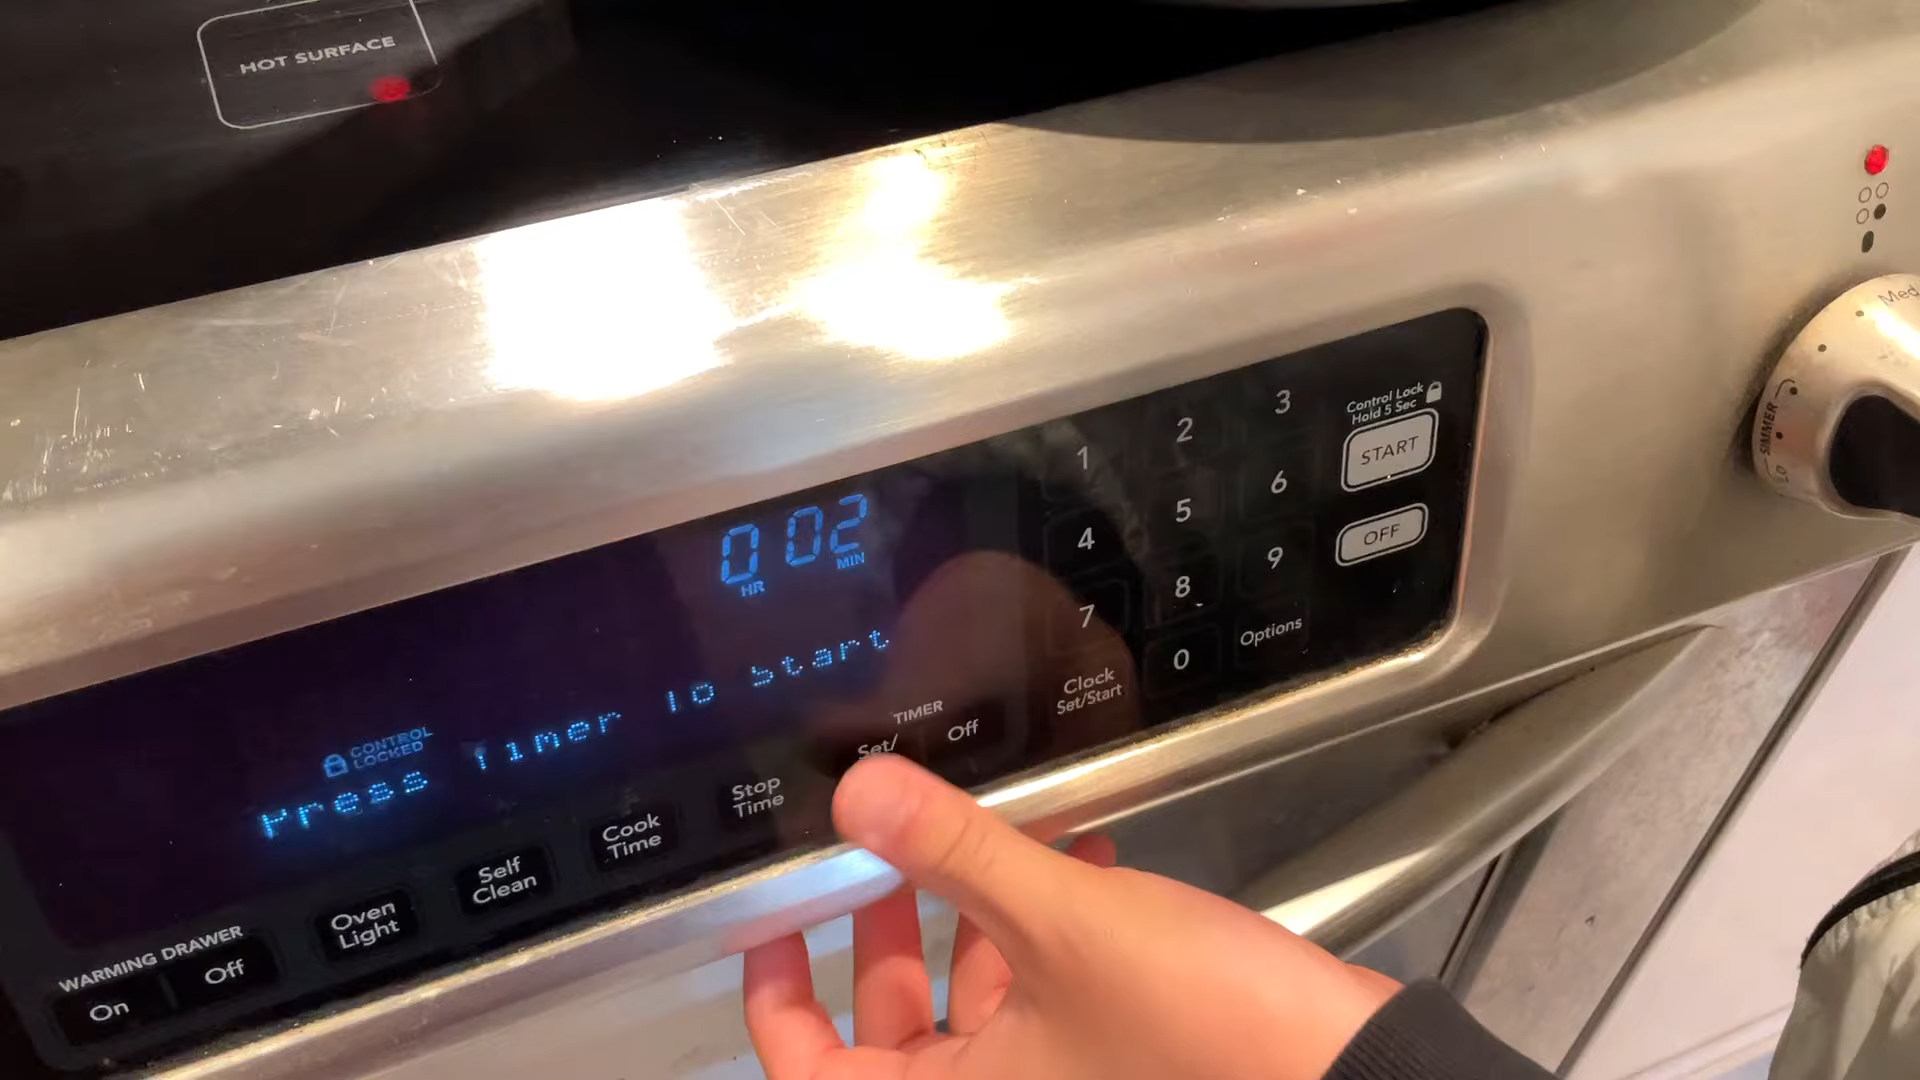 HOT SURFACE
Med
SIMMER
LO
Control Lock
Hold 5 Sec
START
OFF
1 2 3
4 5 6
7 8 9
0 Options
Clock
Set/Start
0 02
HR MIN
CONTROL
LOCKED
Press Timer To Start
TIMER
Set/ Off
Stop
Time
Cook
Time
Self
Clean
Oven
Light
WARMING DRAWER
On Off